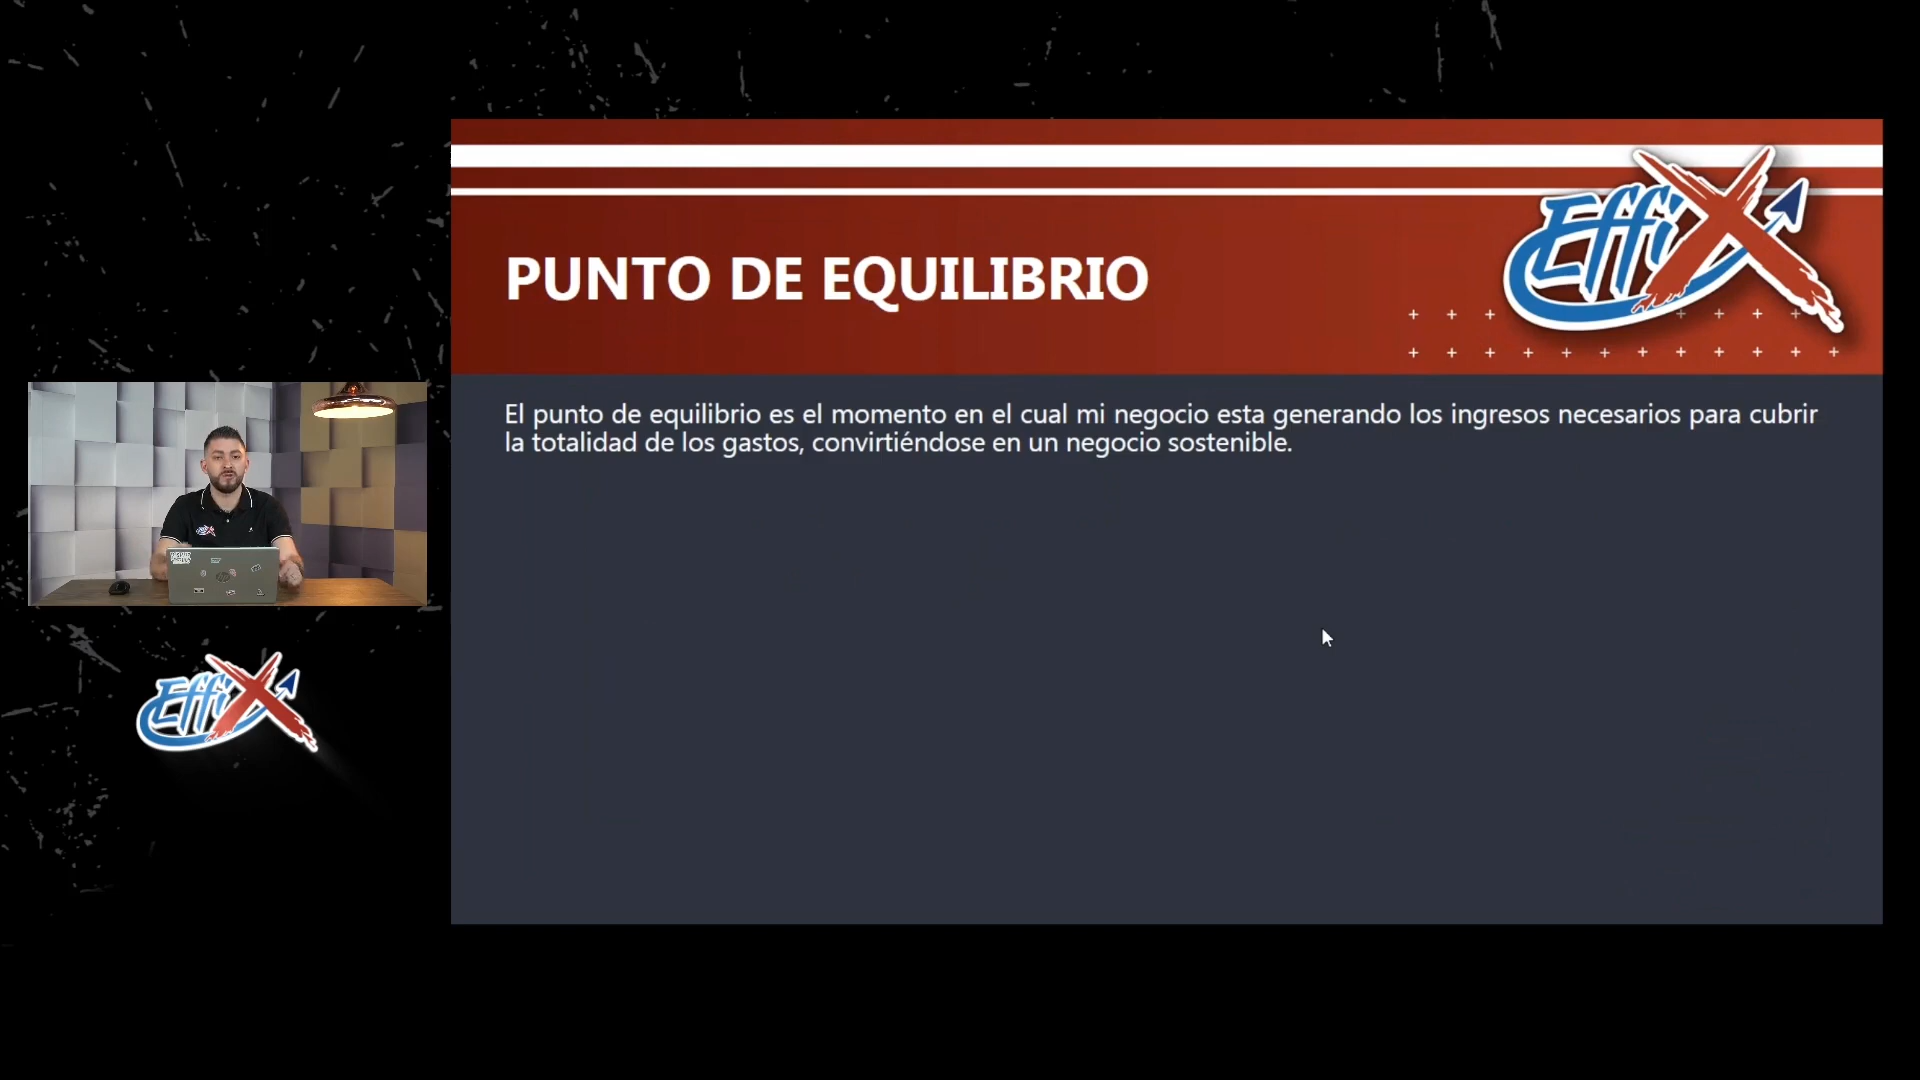 PUNTO DE EQUILIBRIO
EffiX
El punto de equilibrio es el momento en el cual mi negocio esta generando los ingresos necesarios para cubrir
la totalidad de los gastos, convirtiéndose en un negocio sostenible.
EffiX